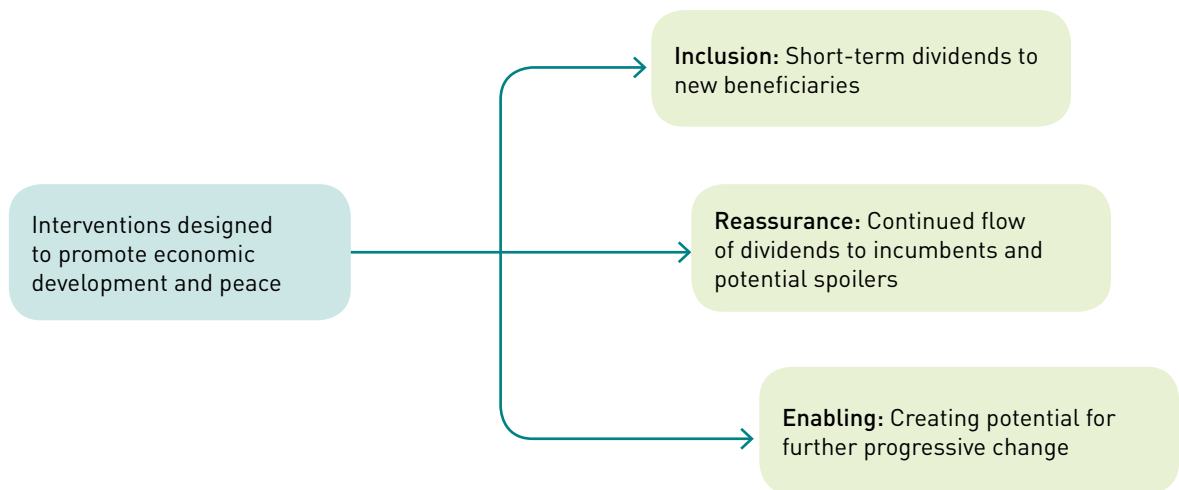 Inclusion: Short-term dividends to
new beneficiaries
Interventions designed
to promote economic
development and peace
Reassurance: Continued flow
of dividends to incumbents and
potential spoilers
Enabling: Creating potential for
further progressive change